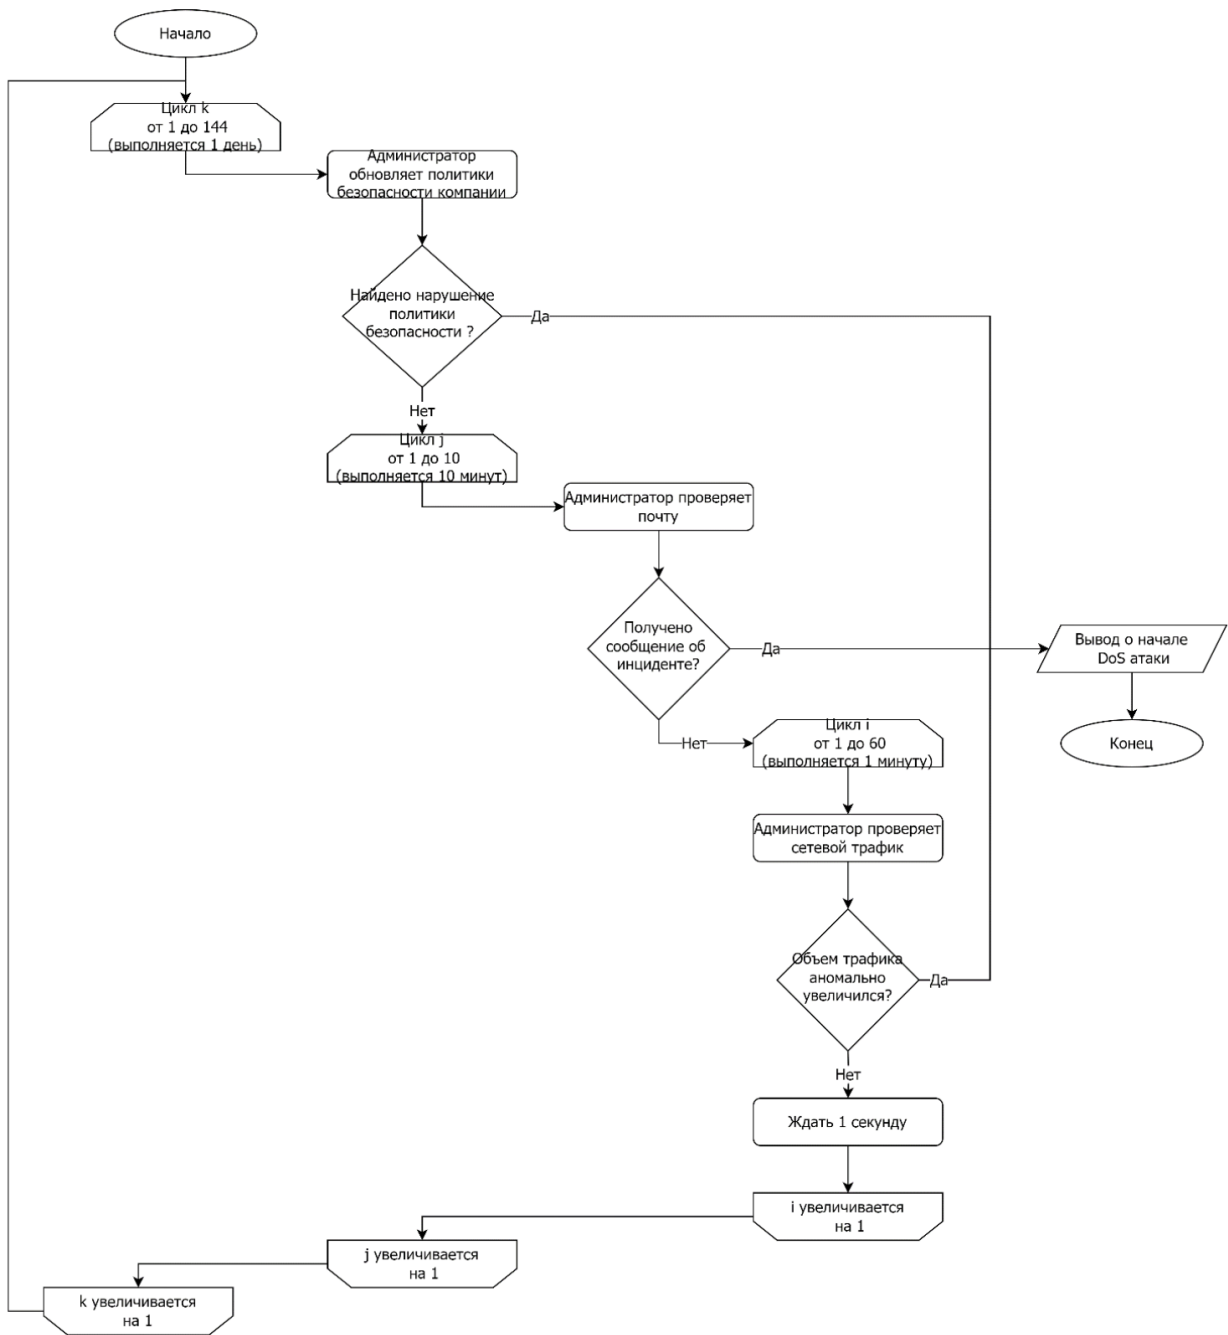 Начало
Цикл k
от 1 до 144
(выполняется 1 день)
Администратор
обновляет политики
безопасности компании
Найдено нарушение
политики
безопасности ?
Да
Нет
Цикл j
от 1 до 10
(выполняется 10 минут)
Администратор проверяет
почту
Получено
сообщение об
инциденте?
Да
Вывод о начале
DoS атаки
Конец
Нет
Цикл i
от 1 до 60
(выполняется 1 минуту)
Администратор проверяет
сетевой трафик
Объем трафика
аномально
увеличился?
Да
Нет
Ждать 1 секунду
i увеличивается
на 1
j увеличивается
на 1
k увеличивается
на 1